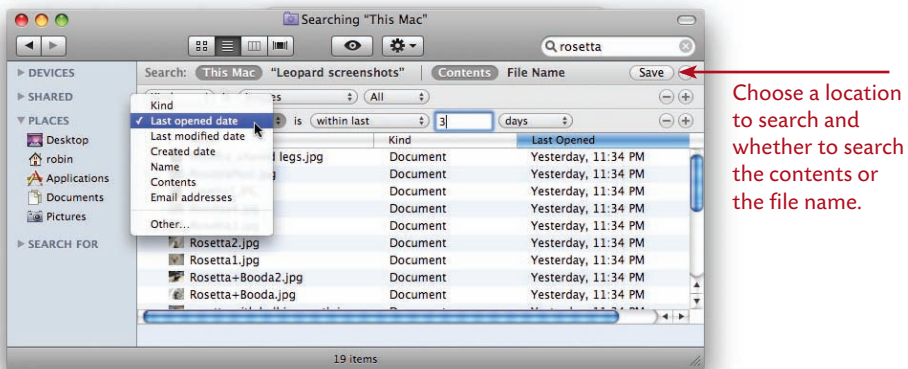 Searching "This Mac"
rosetta
DEVICES
SHARED
PLACES
Desktop
robin
Applications
Documents
Pictures
SEARCH FOR
Search: This Mac "Leopard screenshots" Contents File Name Save
All
Kind
✓ Last opened date
Last modified date
Created date
Name
Contents
Email addresses
Other...
is within last 3 days
Kind Last Opened
legs.jpg Document Yesterday, 11:34 PM
Document Yesterday, 11:34 PM
Document Yesterday, 11:34 PM
Document Yesterday, 11:34 PM
Document Yesterday, 11:34 PM
Rosetta2.jpg Document Yesterday, 11:34 PM
Rosetta1.jpg Document Yesterday, 11:34 PM
Rosetta+Booda2.jpg Document Yesterday, 11:34 PM
Rosetta+Booda.jpg Document Yesterday, 11:34 PM
19 items
Choose a location
to search and
whether to search
the contents or
the file name.